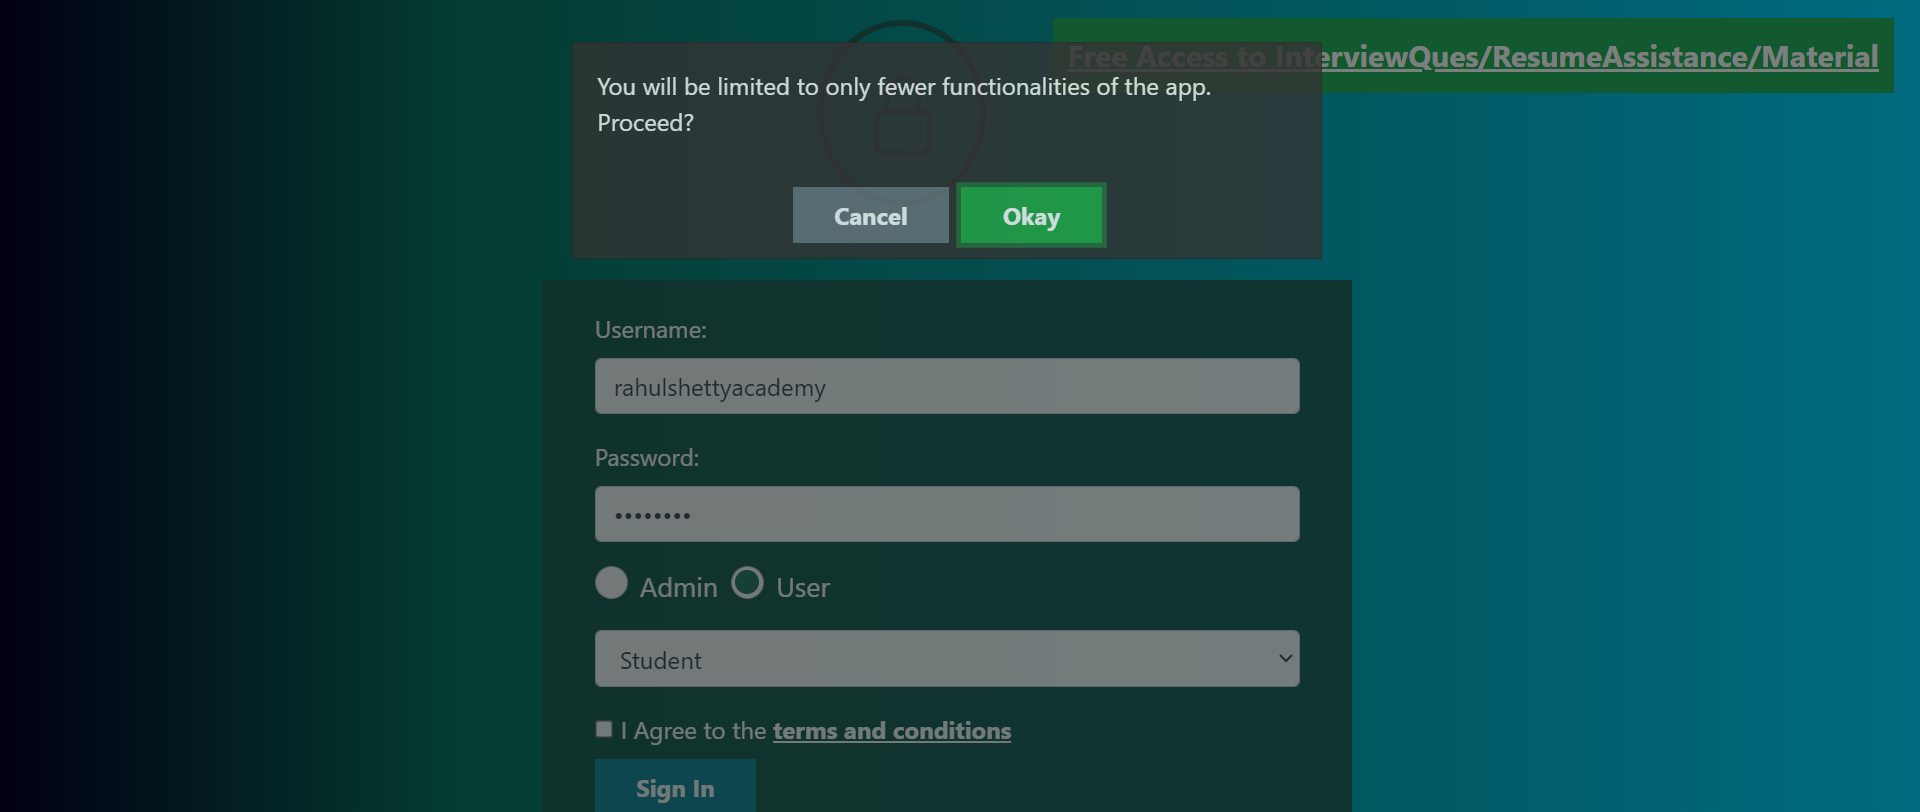 Free Access to InterviewQues/ResumeAssistance/Material
You will be limited to only fewer functionalities of the app.
Proceed?
Cancel Okay
Username:
rahulshettyacademy
Password:
••••••••
Admin User
Student
I Agree to the terms and conditions
Sign In